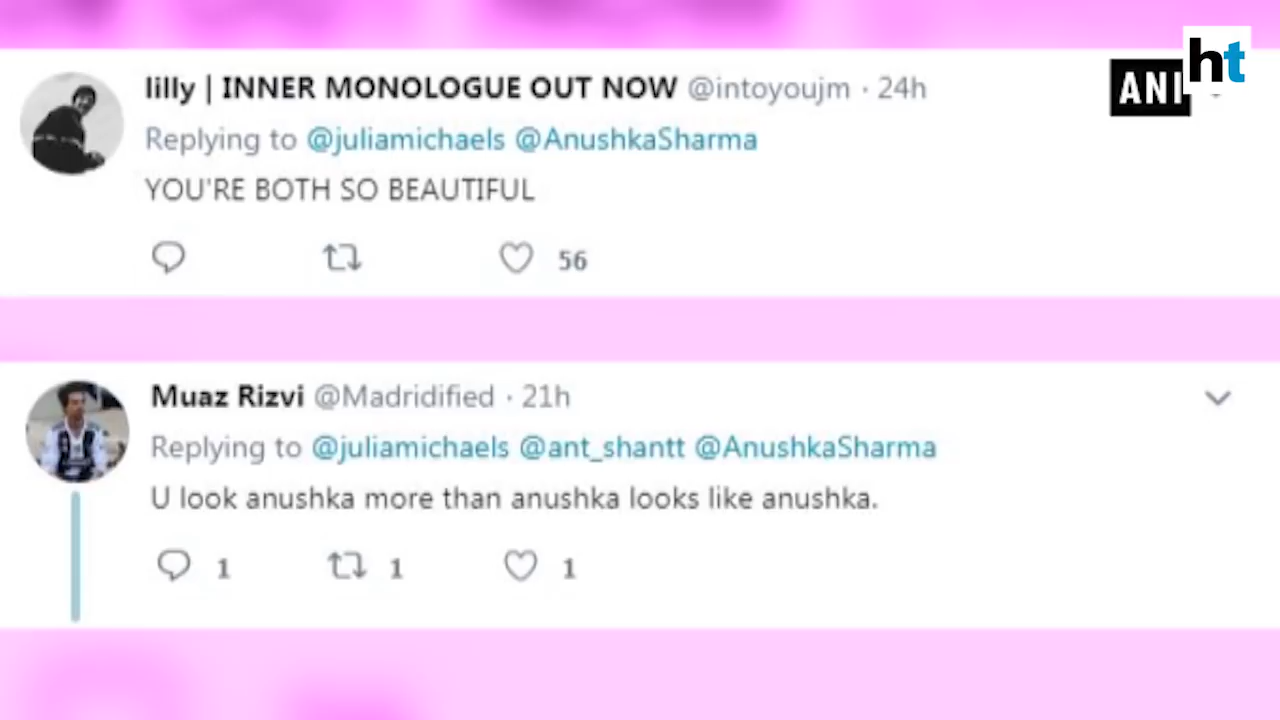 lilly | INNER MONOLOGUE OUT NOW @intoyoujm · 24h
ANI
ht
Replying to @juliamichaels @AnushkaSharma
YOU'RE BOTH SO BEAUTIFUL
56
Muaz Rizvi @Madridified · 21h
Replying to @juliamichaels @ant_shantt @AnushkaSharma
U look anushka more than anushka looks like anushka.
1 1 1